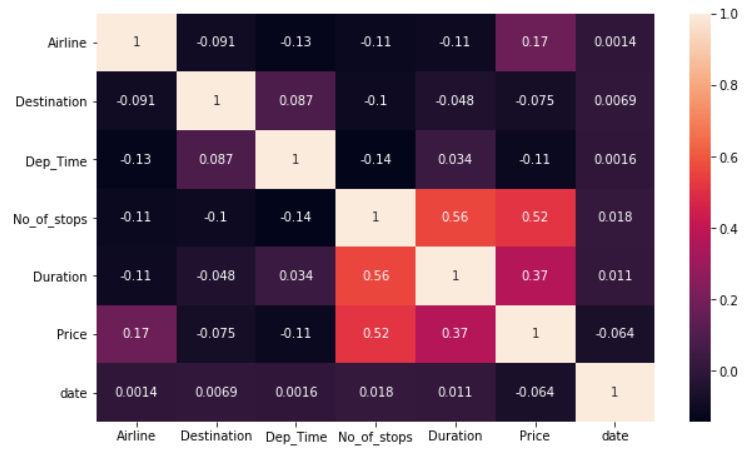 Airline 1 -0.091 -0.13 -0.11 -0.11 0.17 0.0014
Destination -0.091 1 0.087 -0.1 -0.048 -0.075 0.0069
Dep_Time -0.13 0.087 1 -0.14 0.034 -0.11 0.0016
No_of_stops -0.11 -0.1 -0.14 1 0.56 0.52 0.018
Duration -0.11 -0.048 0.034 0.56 1 0.37 0.011
Price 0.17 -0.075 -0.11 0.52 0.37 1 -0.064
date 0.0014 0.0069 0.0016 0.018 0.011 -0.064 1
Airline Destination Dep_Time No_of_stops Duration Price date
1.0
0.8
0.6
0.4
0.2
0.0